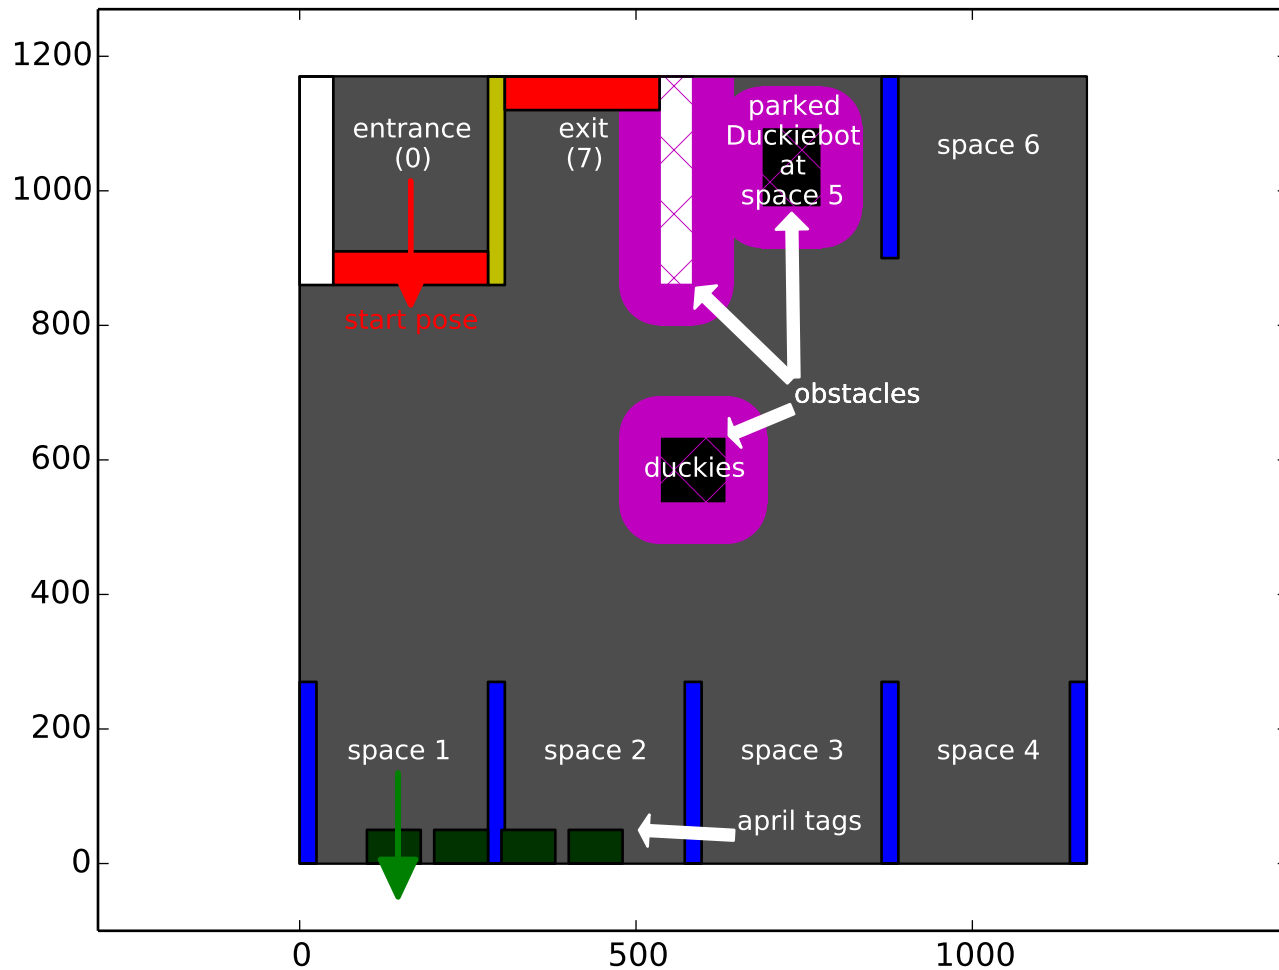 1200
1000
800
600
400
200
0
0
500
1000
entrance
(0)
exit
(7)
parked
Duckiebot
at
space 5
space 6
start pose
obstacles
duckies
space 1
space 2
space 3
space 4
april tags